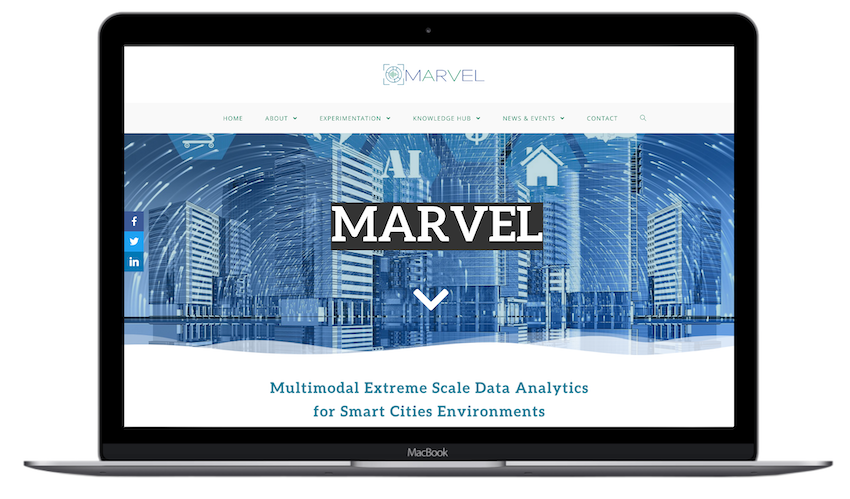 MARVEL
HOME ABOUT EXPERIMENTATION KNOWLEDGE HUB NEWS & EVENTS CONTACT
$
AI
MARVEL
f
in
Multimodal Extreme Scale Data Analytics
for Smart Cities Environments
MacBook